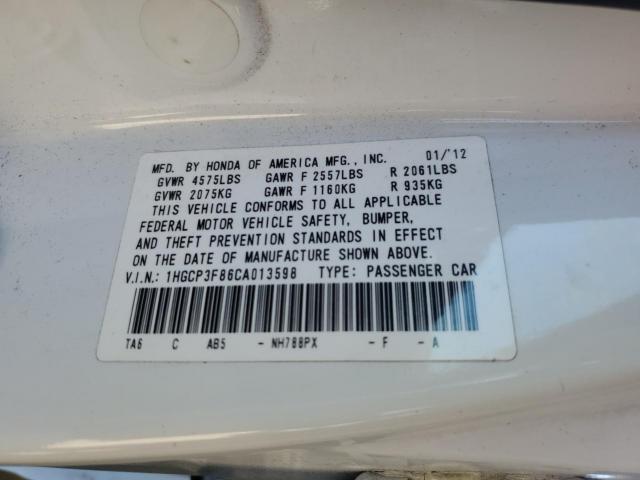 MFD. BY HONDA OF AMERICA MFG., INC. 01/'12
GVWR 4575LBS GAWR F 2557LBS R 2061LBS
GVWR 2075KG GAWR F 1160KG R 935KG
THIS VEHICLE CONFORMS TO ALL APPLICABLE
FEDERAL MOTOR VEHICLE SAFETY, BUMPER,
AND THEFT PREVENTION STANDARDS IN EFFECT
ON THE DATE OF MANUFACTURE SHOWN ABOVE.
V.I.N.: 1HGCP3F86CA013598 TYPE: PASSENGER CAR
TA6 C AB5 - NH788PX - F - A